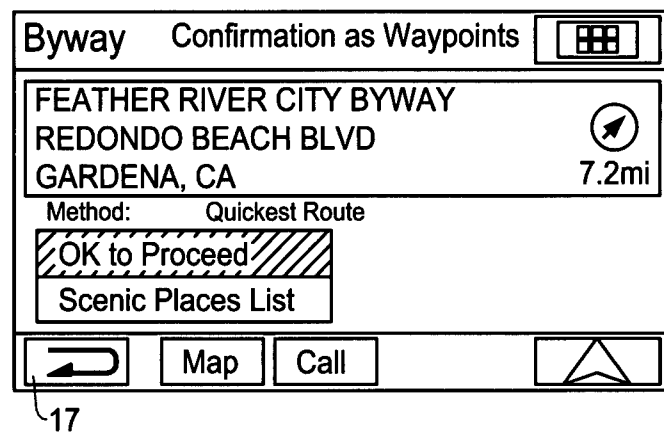 Byway Confirmation as Waypoints
FEATHER RIVER CITY BYWAY
REDONDO BEACH BLVD
GARDENA, CA
7.2mi
Method: Quickest Route
OK to Proceed
Scenic Places List
Map Call
17